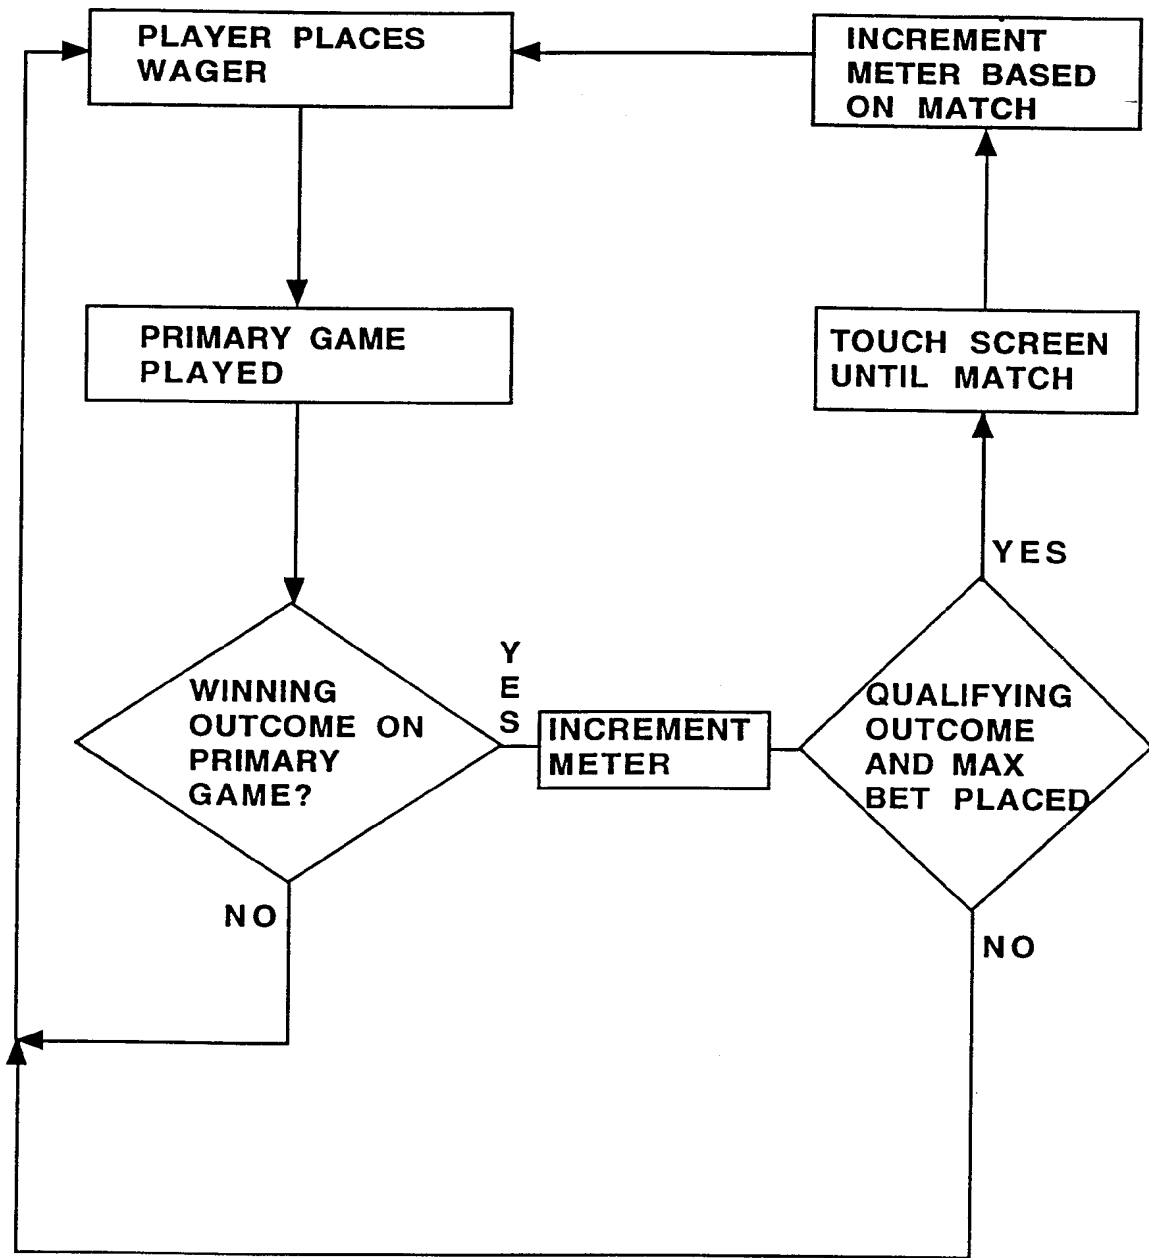 PLAYER PLACES
WAGER
INCREMENT
METER BASED
ON MATCH
PRIMARY GAME
PLAYED
TOUCH SCREEN
UNTIL MATCH
YES
WINNING
OUTCOME ON
PRIMARY
GAME?
YES
INCREMENT
METER
QUALIFYING
OUTCOME
AND MAX
BET PLACED
NO
NO